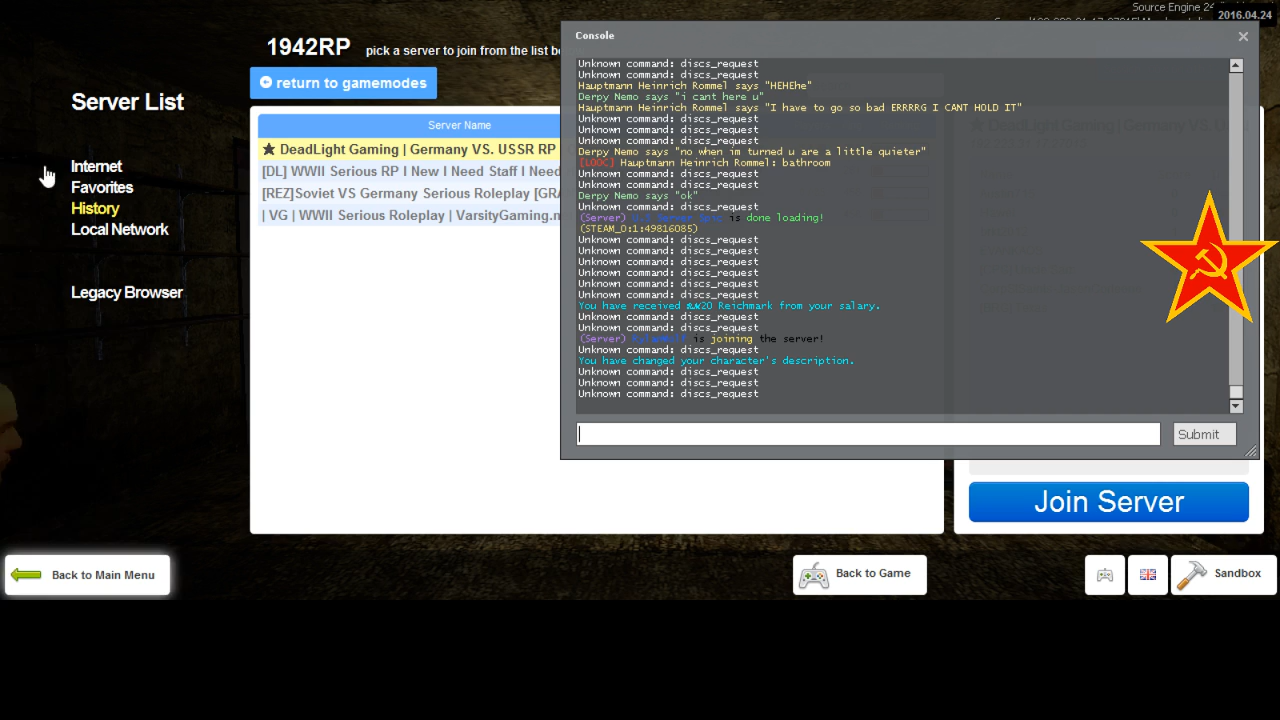 Source Engine 24
2016.04.24
1942RP pick a server to join from the list be
return to gamemodes
Server List
Internet
Favorites
History
Local Network
Legacy Browser
Server Name
★ DeadLight Gaming | Germany VS. USSR RP
[DL] WWII Serious RP I New I Need Staff I Need
[REZ]Soviet VS Germany Serious Roleplay [GRA
| VG | WWII Serious Roleplay | VarsityGaming.n
Console
Unknown command: discs_request
Unknown command: discs_request
Hauptmann Heinrich Rommel says "HEHEhe"
Derpy Nemo says "i cant here u"
Hauptmann Heinrich Rommel says "I have to go so bad ERRRRG I CANT HOLD IT"
Unknown command: discs_request
Unknown command: discs_request
Unknown command: discs_request
Derpy Nemo says "no when im turned u are a little quieter"
[LOOC] Hauptmann Heinrich Rommel: bathroom
Unknown command: discs_request
Unknown command: discs_request
Derpy Nemo says "ok"
Unknown command: discs_request
(Server) is done loading!
(STEAM_0:1:49816085)
Unknown command: discs_request
Unknown command: discs_request
Unknown command: discs_request
Unknown command: discs_request
Unknown command: discs_request
Unknown command: discs_request
You have received 20 Reichmark from your salary.
Unknown command: discs_request
Unknown command: discs_request
(Server) is joining the server!
Unknown command: discs_request
You have changed your character's description.
Unknown command: discs_request
Unknown command: discs_request
Unknown command: discs_request
Submit
Join Server
Back to Main Menu
Back to Game
Sandbox